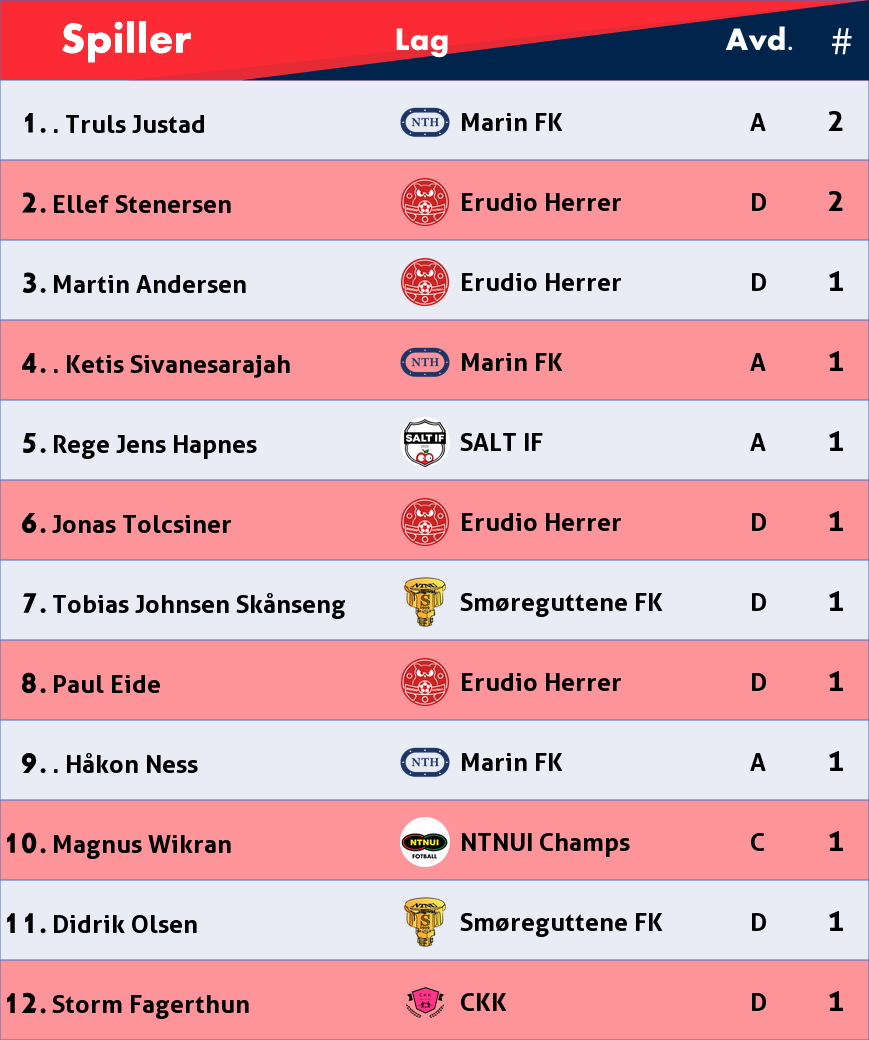 Spiller Lag Avd. #
1. . Truls Justad NTH Marin FK A 2
2. Ellef Stenersen Erudio Herrer D 2
3. Martin Andersen Erudio Herrer D 1
4. . Ketis Sivanesarajah NTH Marin FK A 1
5. Rege Jens Hapnes SALT IF SALT IF A 1
6. Jonas Tolcsiner Erudio Herrer D 1
7. Tobias Johnsen Skånseng NTNUI S Smøreguttene FK D 1
8. Paul Eide Erudio Herrer D 1
9. . Håkon Ness NTH Marin FK A 1
10. Magnus Wikran NTNUI FOTBALL NTNUI Champs C 1
11. Didrik Olsen NTNUI S Smøreguttene FK D 1
12. Storm Fagerthun CKK CKK D 1